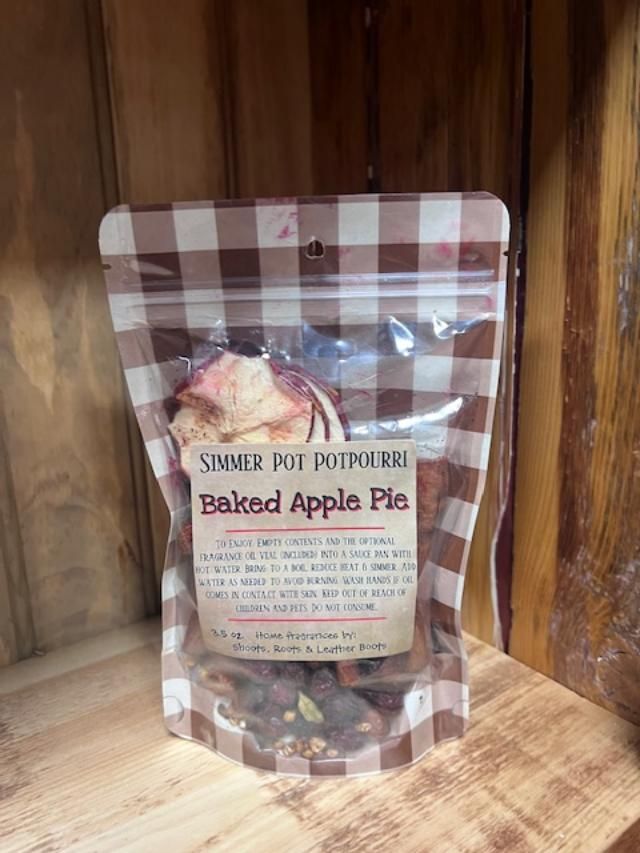 Simmer Pot Potpourri
Baked Apple Pie
To enjoy, empty contents and the optional
fragrance oil vial (included) into a sauce pan with
hot water. Bring to a boil, reduce heat & simmer. Add
water as needed to avoid burning. Wash hands if oil
comes in contact with skin. Keep out of reach of
children and pets. Do not consume.
3.5 oz Home fragrances by:
Shoots, Roots & Leather Boots